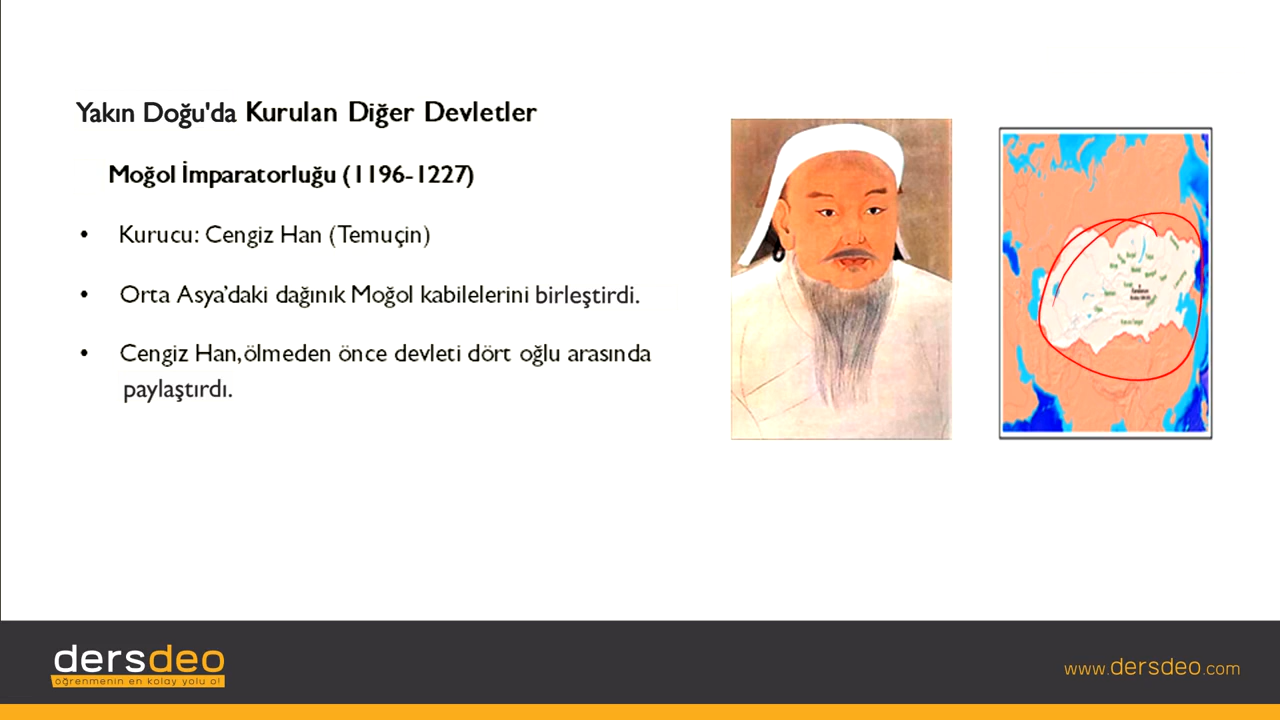 Yakın Doğu'da Kurulan Diğer Devletler
Moğol İmparatorluğu (1196-1227)
• Kurucu: Cengiz Han (Temuçin)
• Orta Asya'daki dağınık Moğol kabilelerini birleştirdi.
• Cengiz Han,ölmeden önce devleti dört oğlu arasında
paylaştırdı.
dersdeo
öğrenmenin en kolay yolu o!
www.dersdeo.com